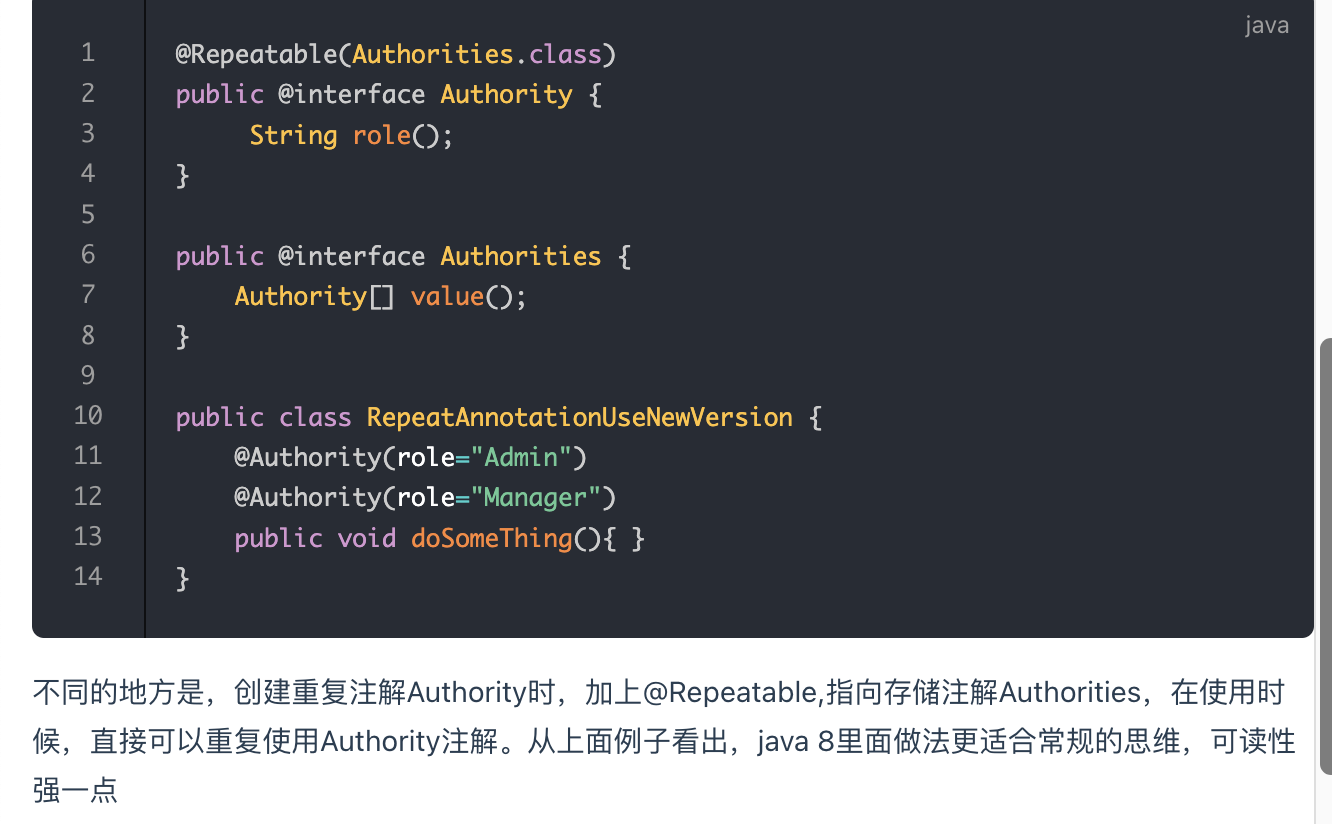 java
1 @Repeatable(Authorities.class)
2 public @interface Authority {
3      String role();
4 }
5
6 public @interface Authorities {
7     Authority[] value();
8 }
9
10 public class RepeatAnnotationUseNewVersion {
11     @Authority(role="Admin")
12     @Authority(role="Manager")
13     public void doSomeThing(){ }
14 }
不同的地方是，创建重复注解Authority时，加上@Repeatable,指向存储注解Authorities，在使用时
候，直接可以重复使用Authority注解。从上面例子看出，java 8里面做法更适合常规的思维，可读性
强一点